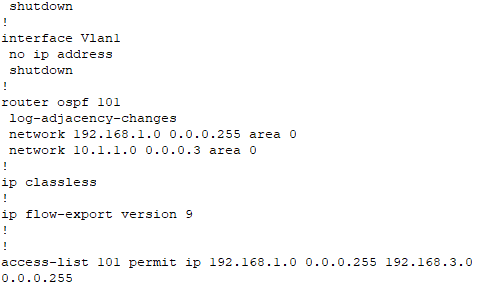 shutdown
!
interface Vlan1
no ip address
shutdown
!
router ospf 101
log-adjacency-changes
network 192.168.1.0 0.0.0.255 area 0
network 10.1.1.0 0.0.0.3 area 0
!
ip classless
!
ip flow-export version 9
!
!
access-list 101 permit ip 192.168.1.0 0.0.0.255 192.168.3.0
0.0.0.255